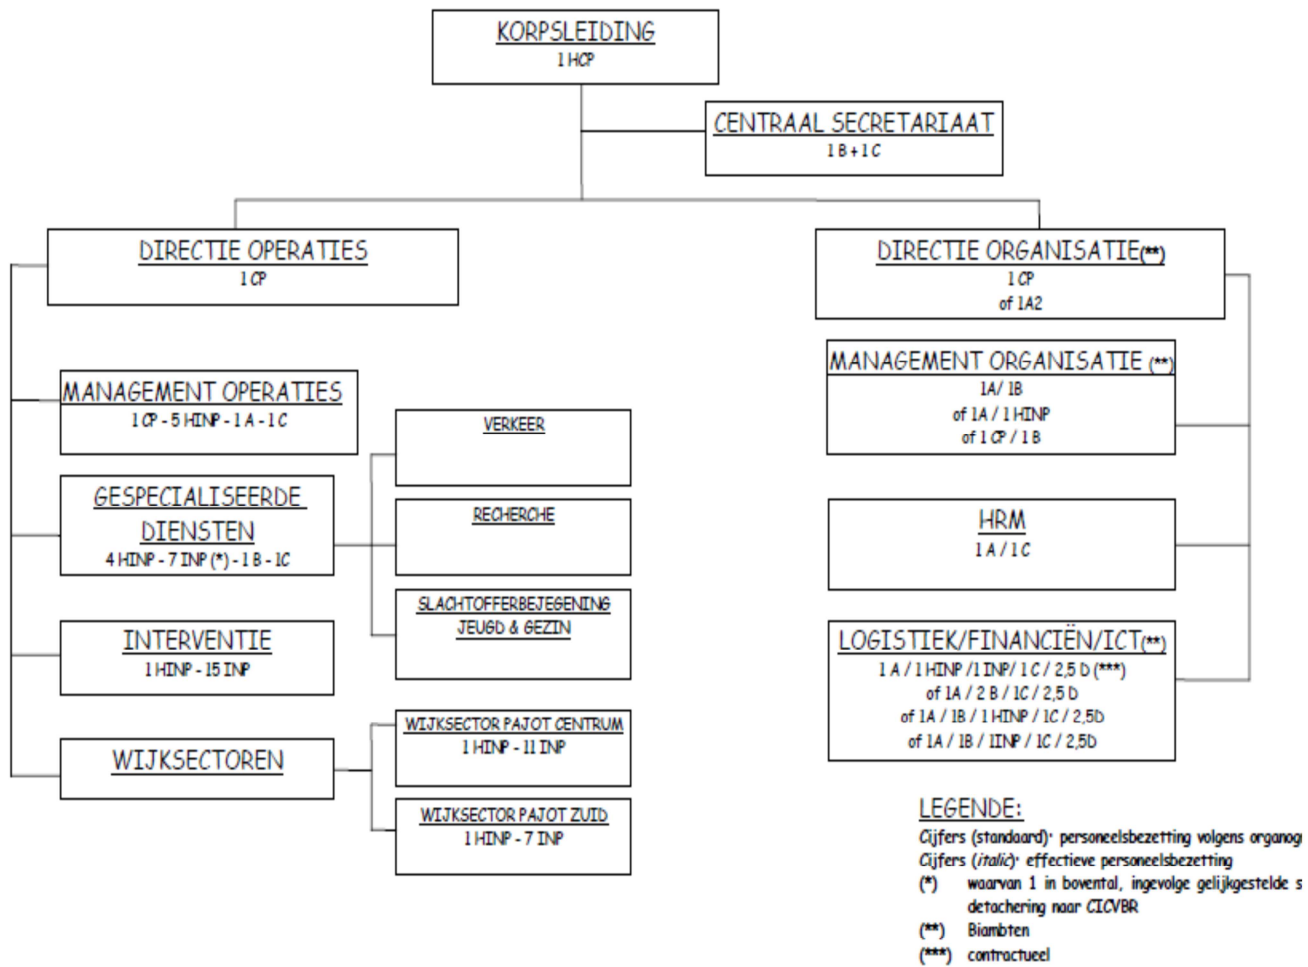 KORPSLEIDING
1 HCP
CENTRAAL SECRETARIAAT
1 B + 1 C
DIRECTIE OPERATIES
1 CP
DIRECTIE ORGANISATIE(**)
1 CP
of 1A2
MANAGEMENT OPERATIES
1 CP - 5 HINP - 1 A - 1 C
GESPECIALISEERDE
DIENSTEN
4 HINP - 7 INP (*) - 1 B - 1C
VERKEER
RECHERCHE
SLACHTOFFERBEJEGENING
JEUGD & GEZIN
INTERVENTIE
1 HINP - 15 INP
WIJKSECTOREN
WIJKSECTOR PAJOT CENTRUM
1 HINP - 11 INP
WIJKSECTOR PAJOT ZUID
1 HINP - 7 INP
MANAGEMENT ORGANISATIE (**)
1A/ 1B
of 1A / 1 HINP
of 1 CP / 1 B
HRM
1 A / 1 C
LOGISTIEK/FINANCIËN/ICT(**)
1 A / 1 HINP /1 INP/ 1 C / 2,5 D (***)
of 1A / 2 B / 1C / 2,5 D
of 1A / 1B / 1 HINP / 1C / 2,5D
of 1A / 1B / 1INP / 1C / 2,5D
LEGENDE:
Cijfers (standaard): personeelsbezetting volgens
Cijfers (italic): effectieve personeelsbezetting
(*) waarvan 1 in bovental, ingevolge gelijkgestelde
detachering naar CICVBR
(**) Biambten
(***) contractueel